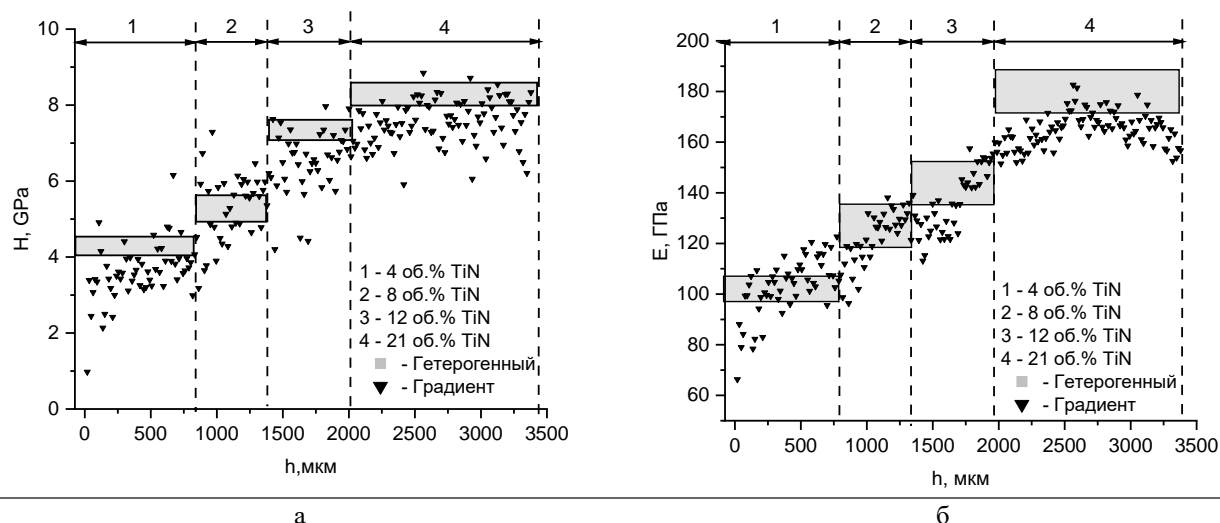 1 2 3 4
10
8
6
4
2
0
H, GPa
1 - 4 об.% TiN
2 - 8 об.% TiN
3 - 12 об.% TiN
4 - 21 об.% TiN
- Гетерогенный
- Градиент
0 500 1000 1500 2000 2500 3000 3500
h,мкм
а
1 2 3 4
200
180
160
140
120
100
80
60
E, ГПа
1 - 4 об.% TiN
2 - 8 об.% TiN
3 - 12 об.% TiN
4 - 21 об.% TiN
- Гетерогенный
- Градиент
0 500 1000 1500 2000 2500 3000 3500
h, мкм
б